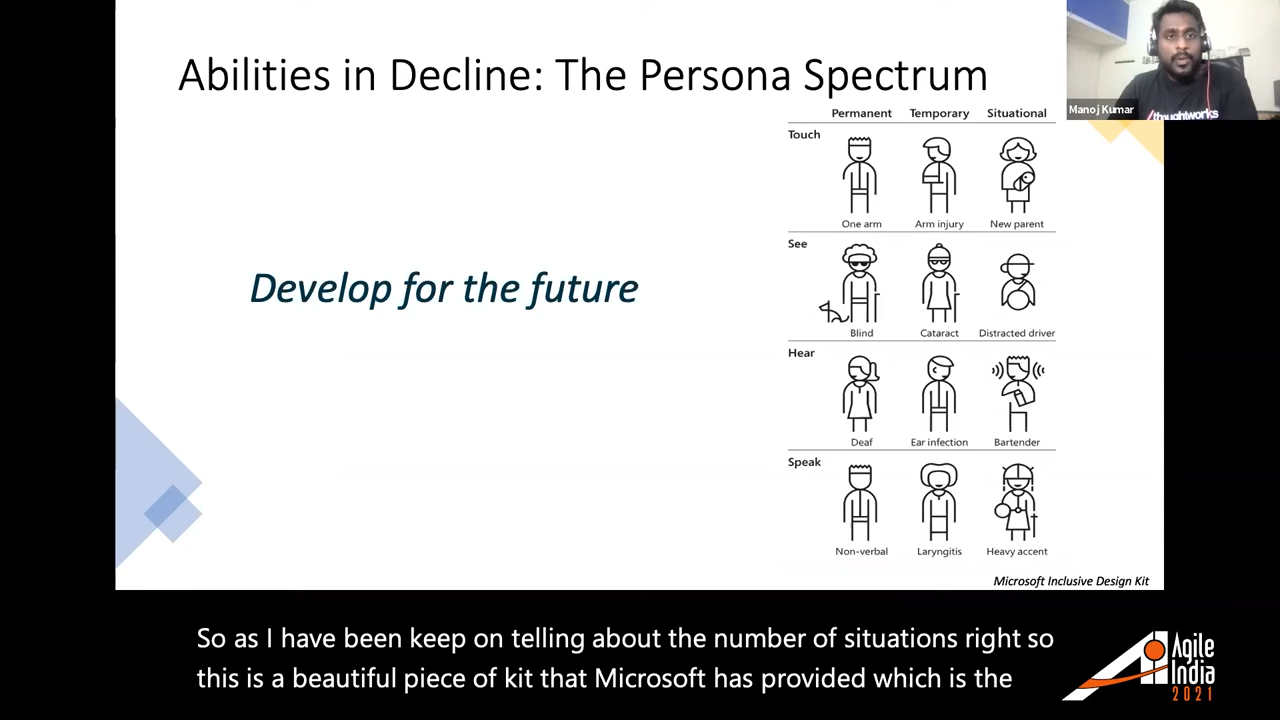 Abilities in Decline: The Persona Spectrum
Manoj Kumar
/thoughtworks
Develop for the future
Permanent Temporary Situational
Touch
One arm Arm injury New parent
See
Blind Cataract Distracted driver
Hear
Deaf Ear infection Bartender
Speak
Non-verbal Laryngitis Heavy accent
Microsoft Inclusive Design Kit
So as I have been keep on telling about the number of situations right so
this is a beautiful piece of kit that Microsoft has provided which is the
Agile
India
2021